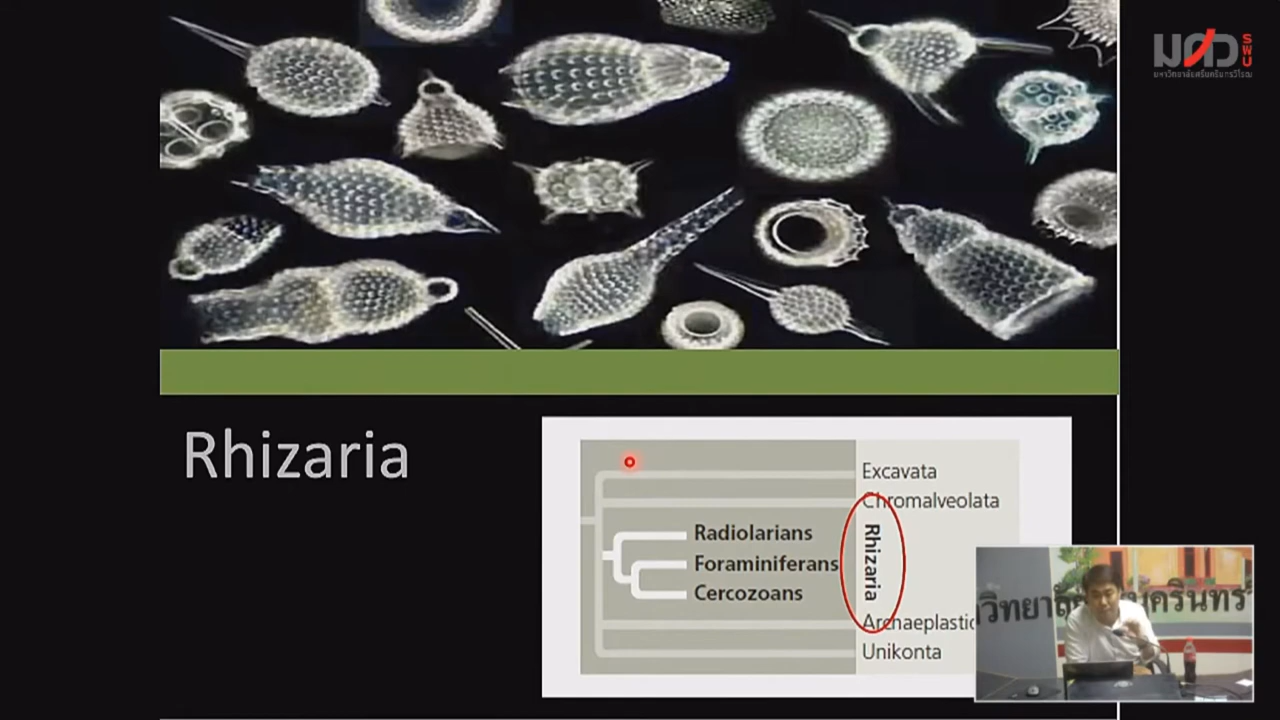 มศว
SWU
มหาวิทยาลัยศรีนครินทรวิโรฒ
Rhizaria
Excavata
Chromalveolata
Radiolarians
Foraminiferans
Cercozoans
Rhizaria
Archaeplastic
Unikonta